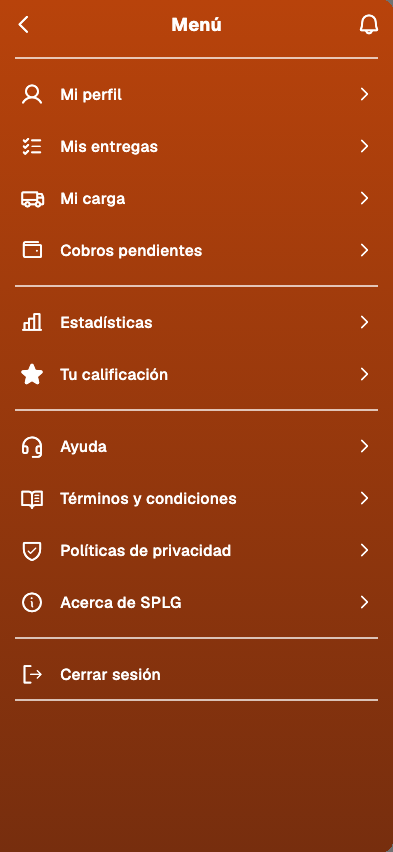 Menú
Mi perfil
Mis entregas
Mi carga
Cobros pendientes
Estadísticas
Tu calificación
Ayuda
Términos y condiciones
Políticas de privacidad
Acerca de SPLG
Cerrar sesión